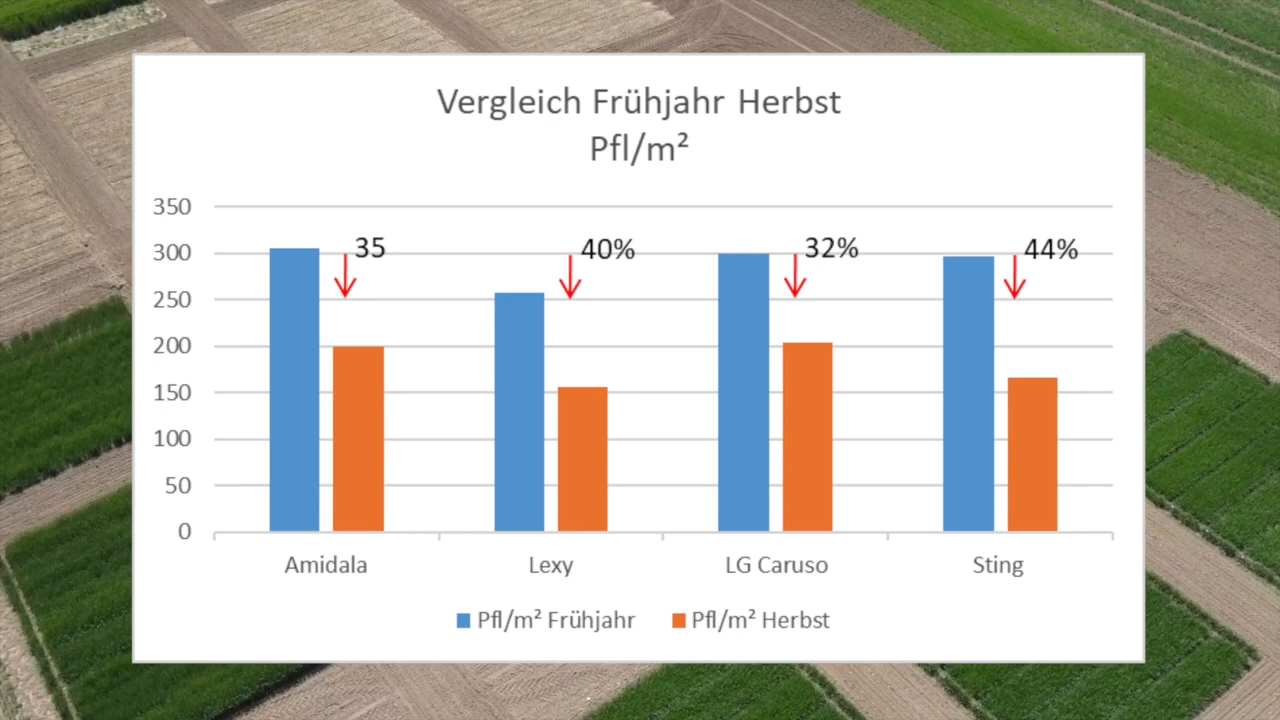 Vergleich Frühjahr Herbst
Pfl/m²
350
300
250
200
150
100
50
0
35
40%
32%
44%
Amidala
Lexy
LG Caruso
Sting
Pfl/m² Frühjahr
Pfl/m² Herbst